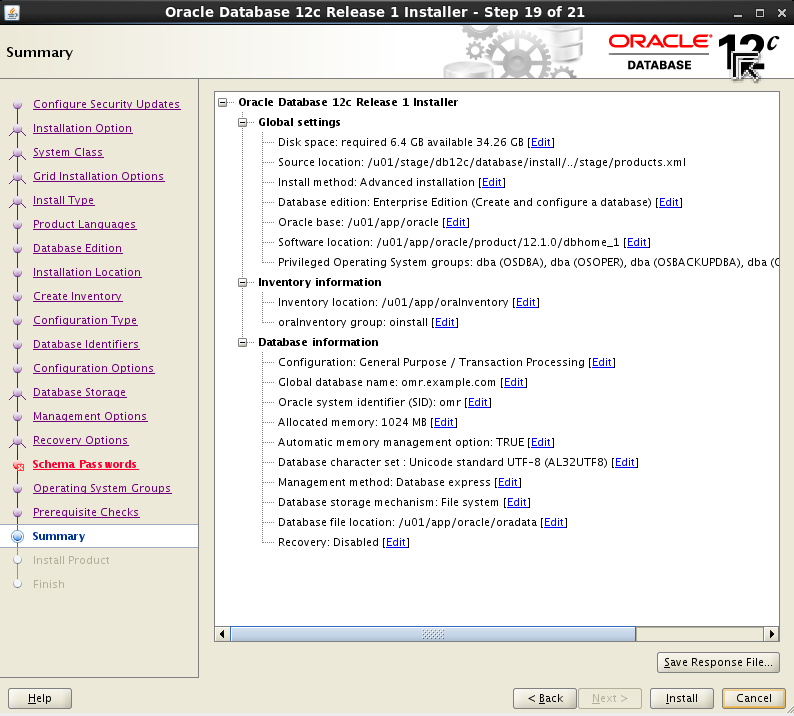 Oracle Database 12c Release 1 Installer - Step 19 of 21
Summary
ORACLE
DATABASE
12c
Configure Security Updates
Installation Option
System Class
Grid Installation Options
Install Type
Product Languages
Database Edition
Installation Location
Create Inventory
Configuration Type
Database Identifiers
Configuration Options
Database Storage
Management Options
Recovery Options
Schema Passwords
Operating System Groups
Prerequisite Checks
Summary
Install Product
Finish
Oracle Database 12c Release 1 Installer
Global settings
Disk space: required 6.4 GB available 34.26 GB [Edit]
Source location: /u01/stage/db12c/database/install/../stage/products.xml
Install method: Advanced installation [Edit]
Database edition: Enterprise Edition (Create and configure a database) [Edit]
Oracle base: /u01/app/oracle [Edit]
Software location: /u01/app/oracle/product/12.1.0/dbhome_1 [Edit]
Privileged Operating System groups: dba (OSDBA), dba (OSOPER), dba (OSBACKUPDBA), dba
Inventory information
Inventory location: /u01/app/oraInventory [Edit]
oraInventory group: oinstall [Edit]
Database information
Configuration: General Purpose / Transaction Processing [Edit]
Global database name: omr.example.com [Edit]
Oracle system identifier (SID): omr [Edit]
Allocated memory: 1024 MB [Edit]
Automatic memory management option: TRUE [Edit]
Database character set : Unicode standard UTF-8 (AL32UTF8) [Edit]
Management method: Database express [Edit]
Database storage mechanism: File system [Edit]
Database file location: /u01/app/oracle/oradata [Edit]
Recovery: Disabled [Edit]
Save Response File...
Help
< Back
Next >
Install
Cancel